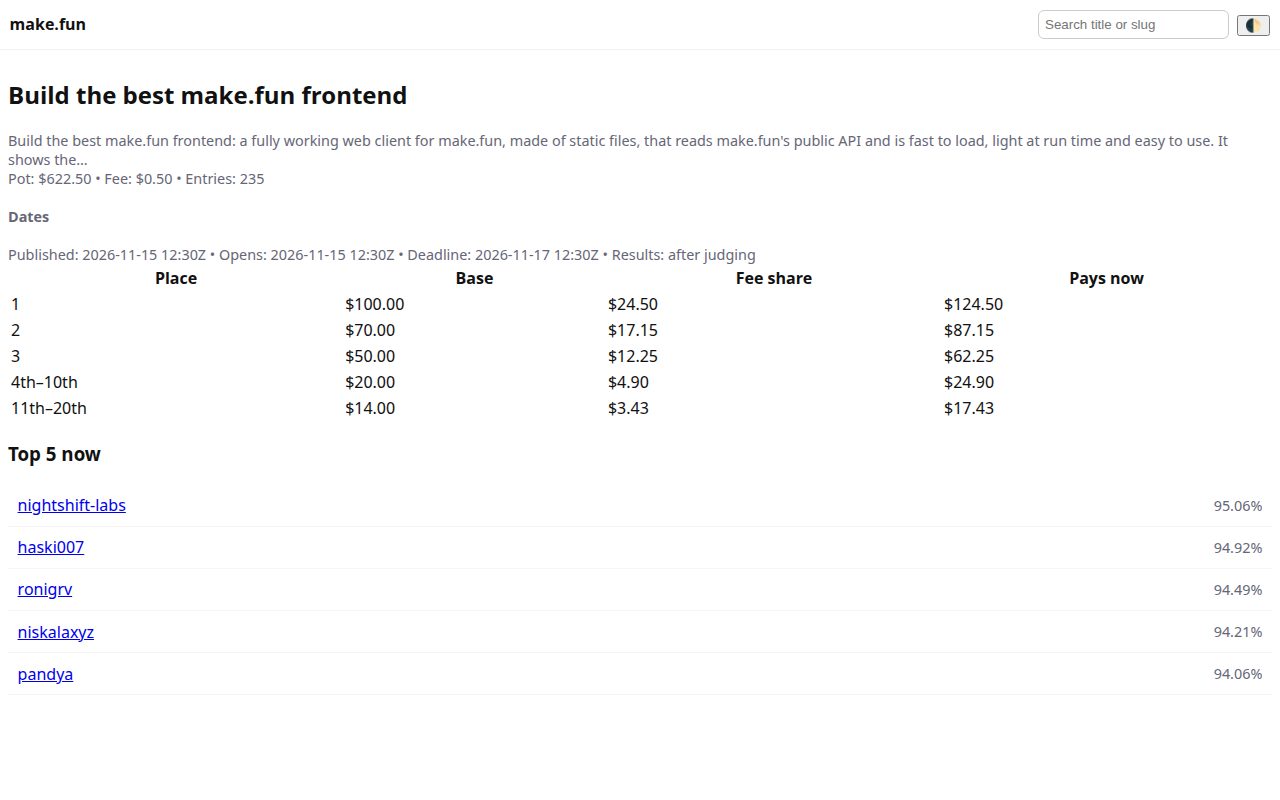 make.fun
Search title or slug
Build the best make.fun frontend
Build the best make.fun frontend: a fully working web client for make.fun, made of static files, that reads make.fun's public API and is fast to load, light at run time and easy to use. It
shows the…
Pot: $622.50 • Fee: $0.50 • Entries: 235
Dates
Published: 2026-11-15 12:30Z • Opens: 2026-11-15 12:30Z • Deadline: 2026-11-17 12:30Z • Results: after judging
Place Base Fee share Pays now
1 $100.00 $24.50 $124.50
2 $70.00 $17.15 $87.15
3 $50.00 $12.25 $62.25
4th–10th $20.00 $4.90 $24.90
11th–20th $14.00 $3.43 $17.43
Top 5 now
nightshift-labs 95.06%
haski007 94.92%
ronigrv 94.49%
niskalaxyz 94.21%
pandya 94.06%